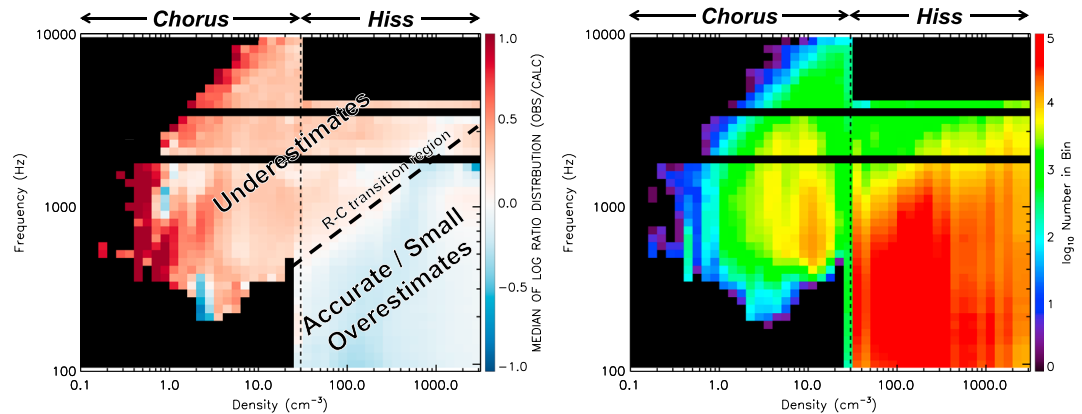 Chorus Hiss
10000
1000
100
Frequency (Hz)
0.1 1.0 10.0 100.0 1000.0
Density (cm⁻³)
Underestimates
R-C transition region
Accurate / Small
Overestimates
1.0
0.5
0.0
−0.5
−1.0
MEDIAN OF LOG RATIO DISTRBUTION (OBS/CALC)
Chorus Hiss
10000
1000
100
Frequency (Hz)
0.1 1.0 10.0 100.0 1000.0
Density (cm⁻³)
5
4
3
2
1
0
log₁₀ Number in Bin